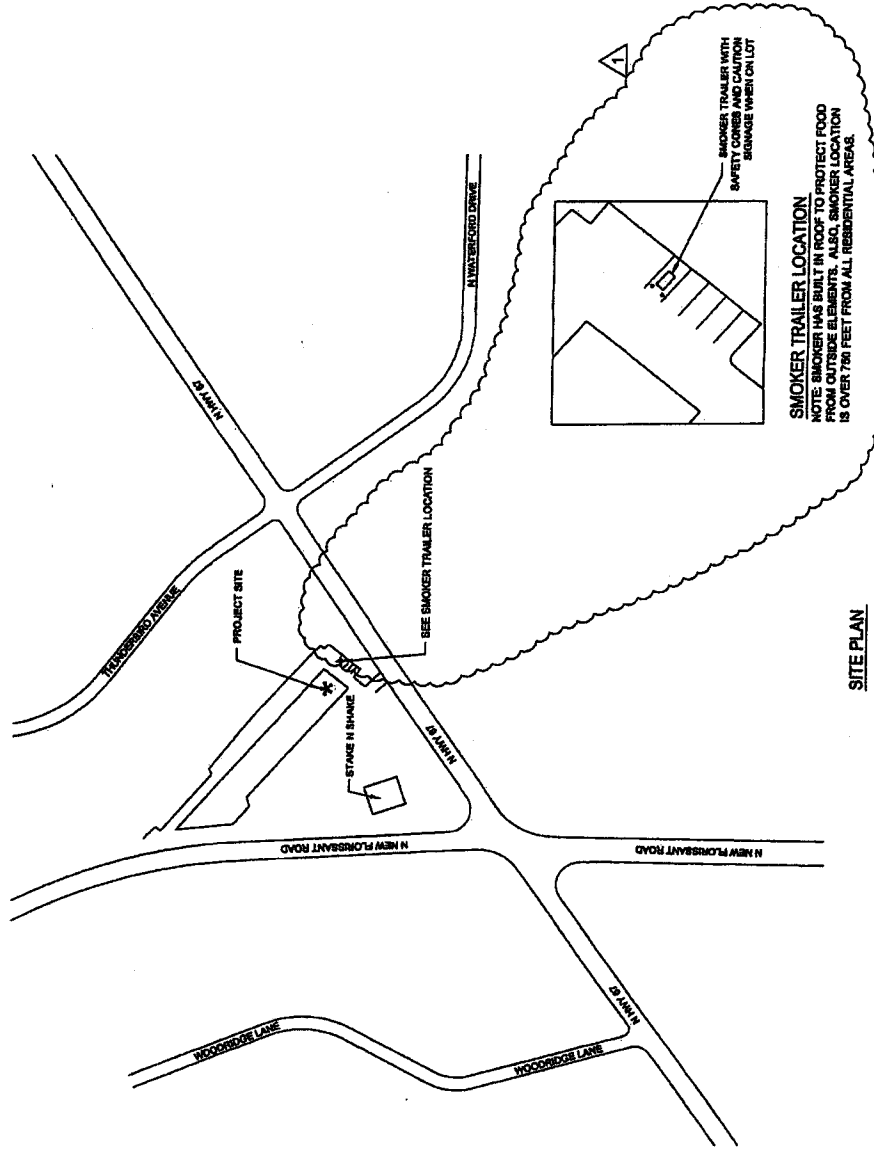 THUNDERBIRD AVENUE
N HWY 67
N WATERFORD DRIVE
PROJECT SITE
STAKE N SHAKE
SEE SMOKER TRAILER LOCATION
N HWY 67
N NEW FLORISSANT ROAD
N NEW FLORISSANT ROAD
WOODRIDGE LANE
WOODRIDGE LANE
N HWY 67
1
SMOKER TRAILER WITH
SAFETY CONES AND CAUTION
SIGNAGE WHEN ON LOT
SMOKER TRAILER LOCATION
NOTE: SMOKER HAS BUILT IN ROOF TO PROTECT FOOD
FROM OUTSIDE ELEMENTS. ALSO, SMOKER LOCATION
IS OVER 750 FEET FROM ALL RESIDENTIAL AREAS.
SITE PLAN